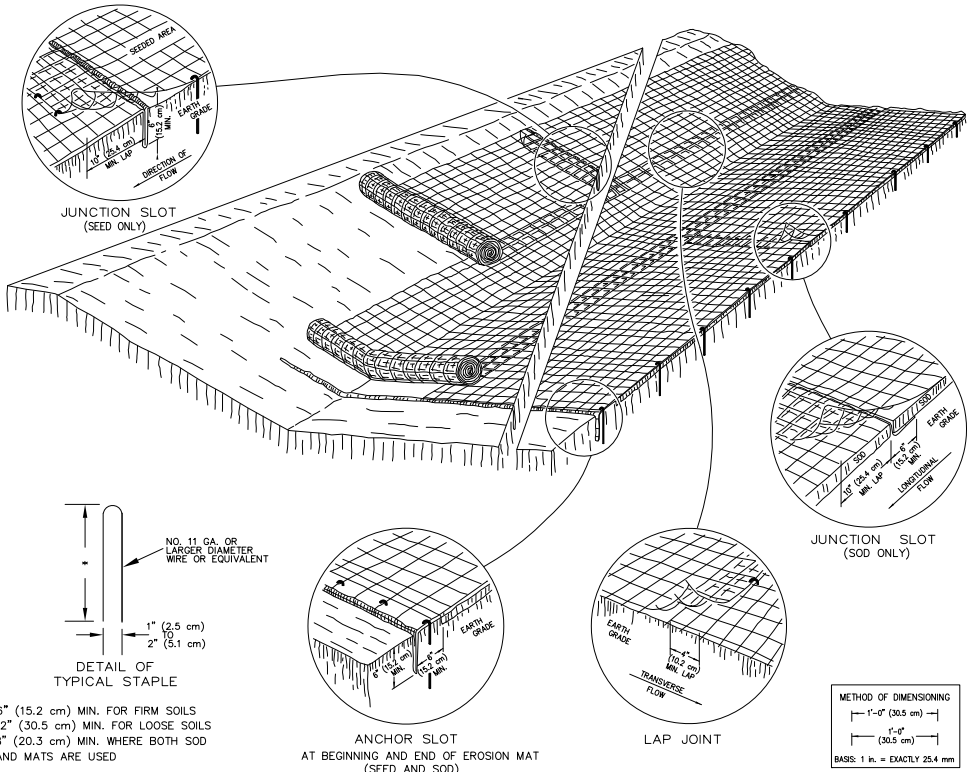 SEEDED AREA
EARTH
GRADE
6"
(15.2 cm)
MIN.
10" (25.4 cm)
MIN. LAP
DIRECTION OF
FLOW
JUNCTION SLOT
(SEED ONLY)
SOD
EARTH
GRADE
SOD
6"
(15.2 cm)
MIN.
10" (25.4 cm)
MIN. LAP
LONGITUDINAL
FLOW
JUNCTION SLOT
(SOD ONLY)
NO. 11 GA. OR
LARGER DIAMETER
WIRE OR EQUIVALENT
*
1" (2.5 cm)
TO
2" (5.1 cm)
DETAIL OF
TYPICAL STAPLE
6" (15.2 cm) MIN. FOR FIRM SOILS
2" (30.5 cm) MIN. FOR LOOSE SOILS
8" (20.3 cm) MIN. WHERE BOTH SOD
AND MATS ARE USED
EARTH
GRADE
6" (15.2 cm)
MIN.
6"
(15.2 cm)
MIN.
ANCHOR SLOT
AT BEGINNING AND END OF EROSION MAT
(SEED AND SOD)
EARTH
GRADE
4"
(10.2 cm)
MIN. LAP
TRANSVERSE
FLOW
LAP JOINT
METHOD OF DIMENSIONING
1'-0" (30.5 cm)
1'-0"
(30.5 cm)
BASIS: 1 in. = EXACTLY 25.4 mm